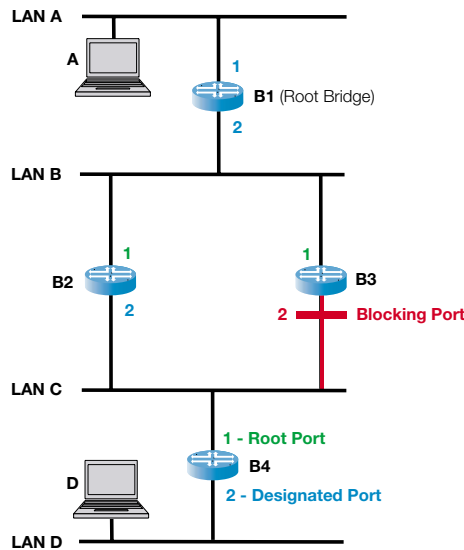 LAN A
A
1
B1 (Root Bridge)
2
LAN B
1
1
B2
B3
2
2
Blocking Port
LAN C
1 - Root Port
B4
D
2 - Designated Port
LAN D